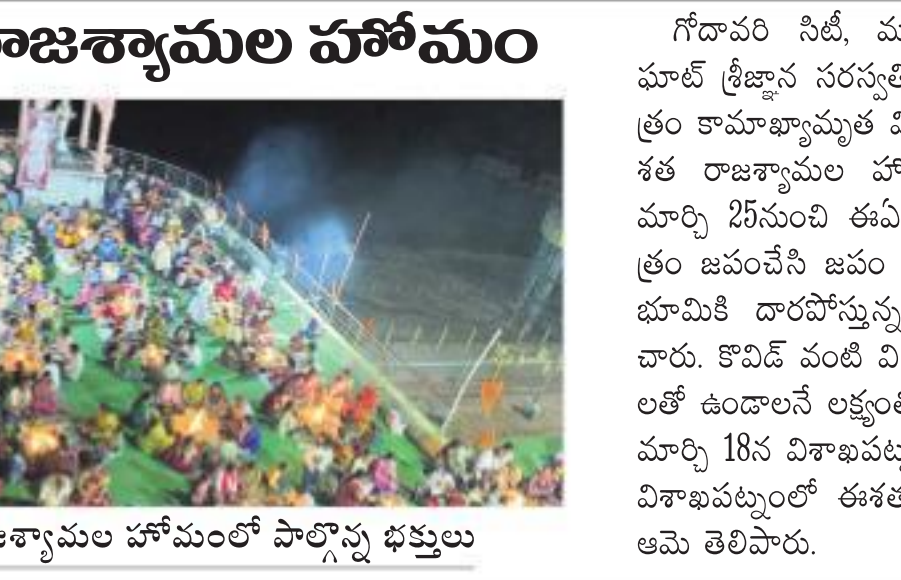 రాజశ్యామల హోమం
జశ్యామల హోమంలో పాల్గొన్న భక్తులు
గోదావరి సిటీ,
ఘాట్ శ్రీజ్ఞాన సరస్వతి
త్రం కామాఖ్యామృత
శత రాజశ్యామల
మార్చి 25నుంచి ఈఏ
త్రం జపంచేసి జపం
భూమికి దారపోస్తున్న
చారు. కొవిడ్ వంటి వి
లతో ఉండాలనే లక్ష్యంతో
మార్చి 18న విశాఖపట్న
విశాఖపట్నంలో ఈశత
ఆమె తెలిపారు.